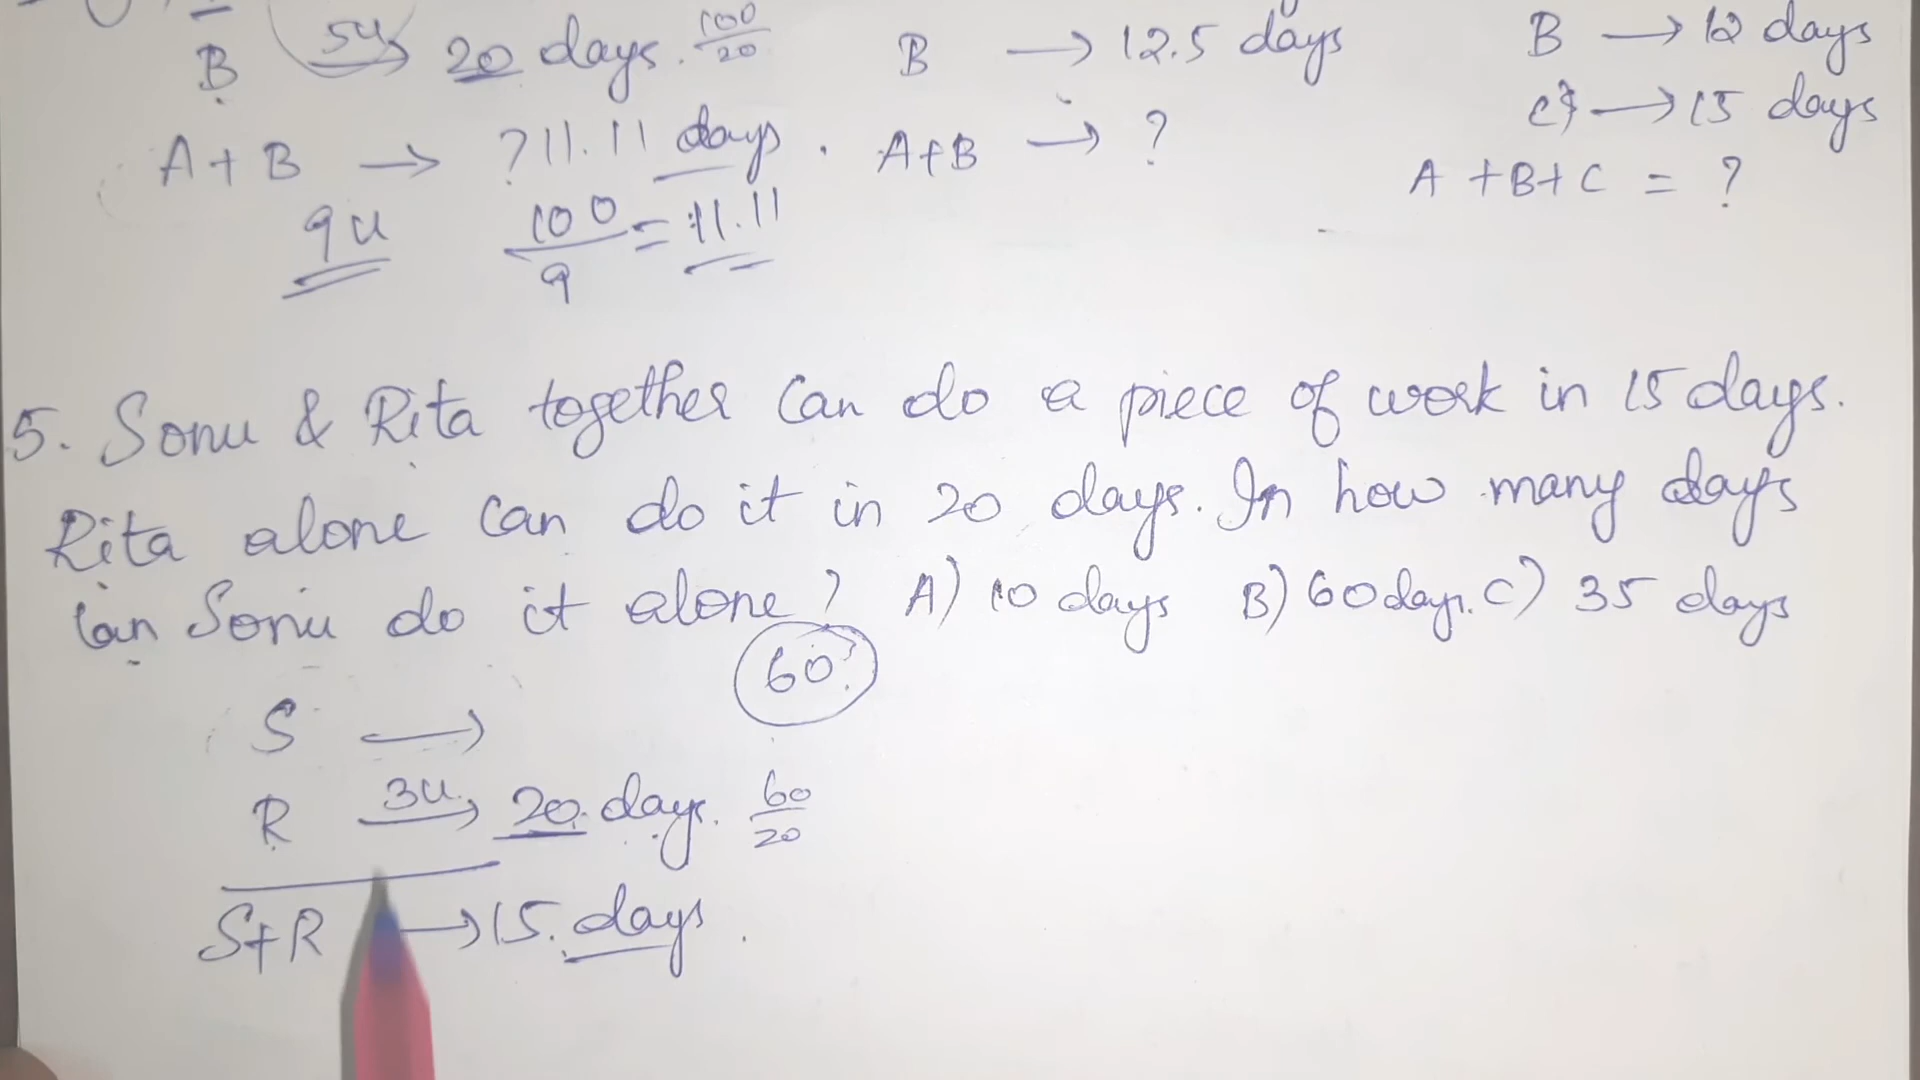 B 5u→ 20 days. 100/20
B → 12.5 days
B → 12 days
C → 15 days
A+B → ? 11.11 days.
A+B → ?
A+B+C = ?
9u 100/9 = 11.11
5. Sonu & Rita together can do a piece of work in 15 days.
Rita alone can do it in 20 days. In how many days
can Sonu do it alone? A) 10 days B) 60 days. C) 35 days
60
S →
R 3u→ 20 days. 60/20
S+R → 15. days